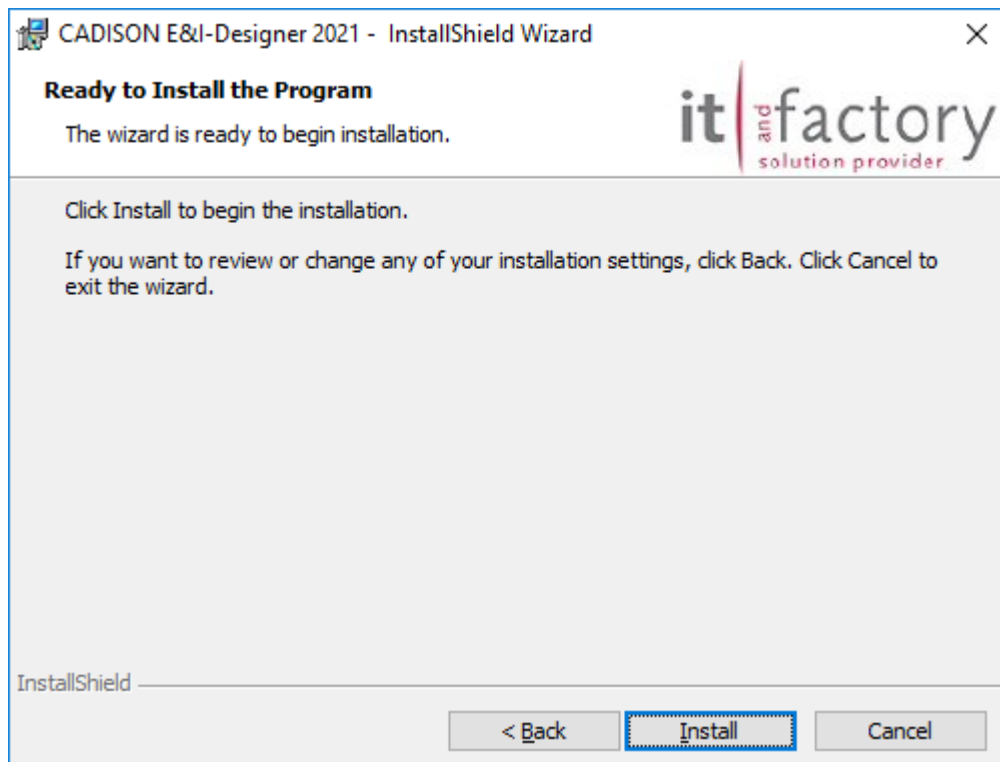 CADISON E&I-Designer 2021 - InstallShield Wizard
Ready to Install the Program
The wizard is ready to begin installation.
it and factory
solution provider
Click Install to begin the installation.
If you want to review or change any of your installation settings, click Back. Click Cancel to
exit the wizard.
InstallShield
< Back
Install
Cancel